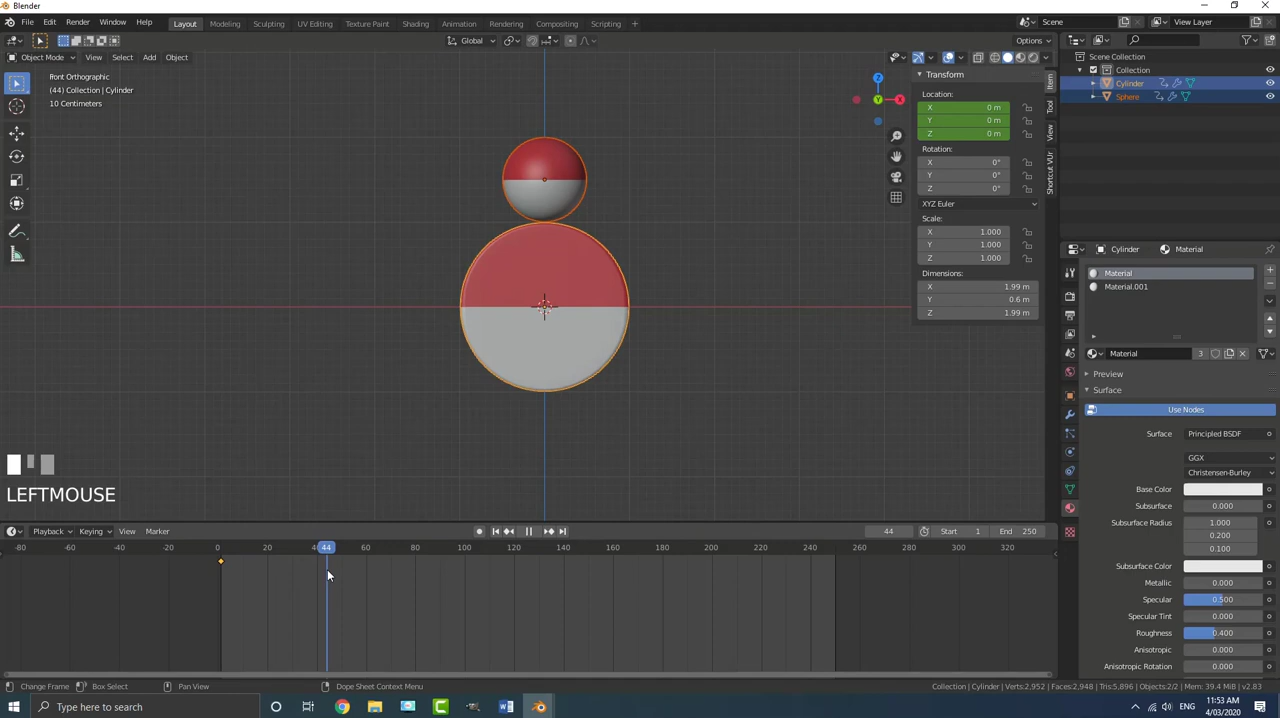 Blender
File Edit Render Window Help Layout Modeling Sculpting UV Editing Texture Paint Shading Animation Rendering Compositing Scripting + Scene View Layer
Global Options
Object Mode View Select Add Object
Front Orthographic
(44) Collection | Cylinder
10 Centimeters
Z
Y
X
Transform
Location:
X 0 m
Y 0 m
Z 0 m
Rotation:
X 0°
Y 0°
Z 0°
XYZ Euler
Scale:
X 1.000
Y 1.000
Z 1.000
Dimensions:
X 1.99 m
Y 0.6 m
Z 1.99 m
Item
Tool
View
Shortcut VUr
Scene Collection
Collection
Cylinder
Sphere
Cylinder Material
Material
Material.001
Material 3
Preview
Surface
Use Nodes
Surface Principled BSDF
GGX
Christensen-Burley
Base Color
Subsurface 0.000
Subsurface Radius 1.000
0.200
0.100
Subsurface Color
Metallic 0.000
Specular 0.500
Specular Tint 0.000
Roughness 0.400
Anisotropic 0.000
Anisotropic Rotation 0.000
LEFTMOUSE
Playback Keying View Marker 44 Start 1 End 250
-80 -60 -40 -20 0 20 4 44 60 80 100 120 140 160 180 200 220 240 260 280 300 320
Change Frame Box Select Pan View Dope Sheet Context Menu Collection | Cylinder | Verts:2,952 | Faces:2,948 | Tris:5,896 | Objects:2/2 | Mem: 39.4 MiB | v2.83
Type here to search
11:53 AM
4/03/2020